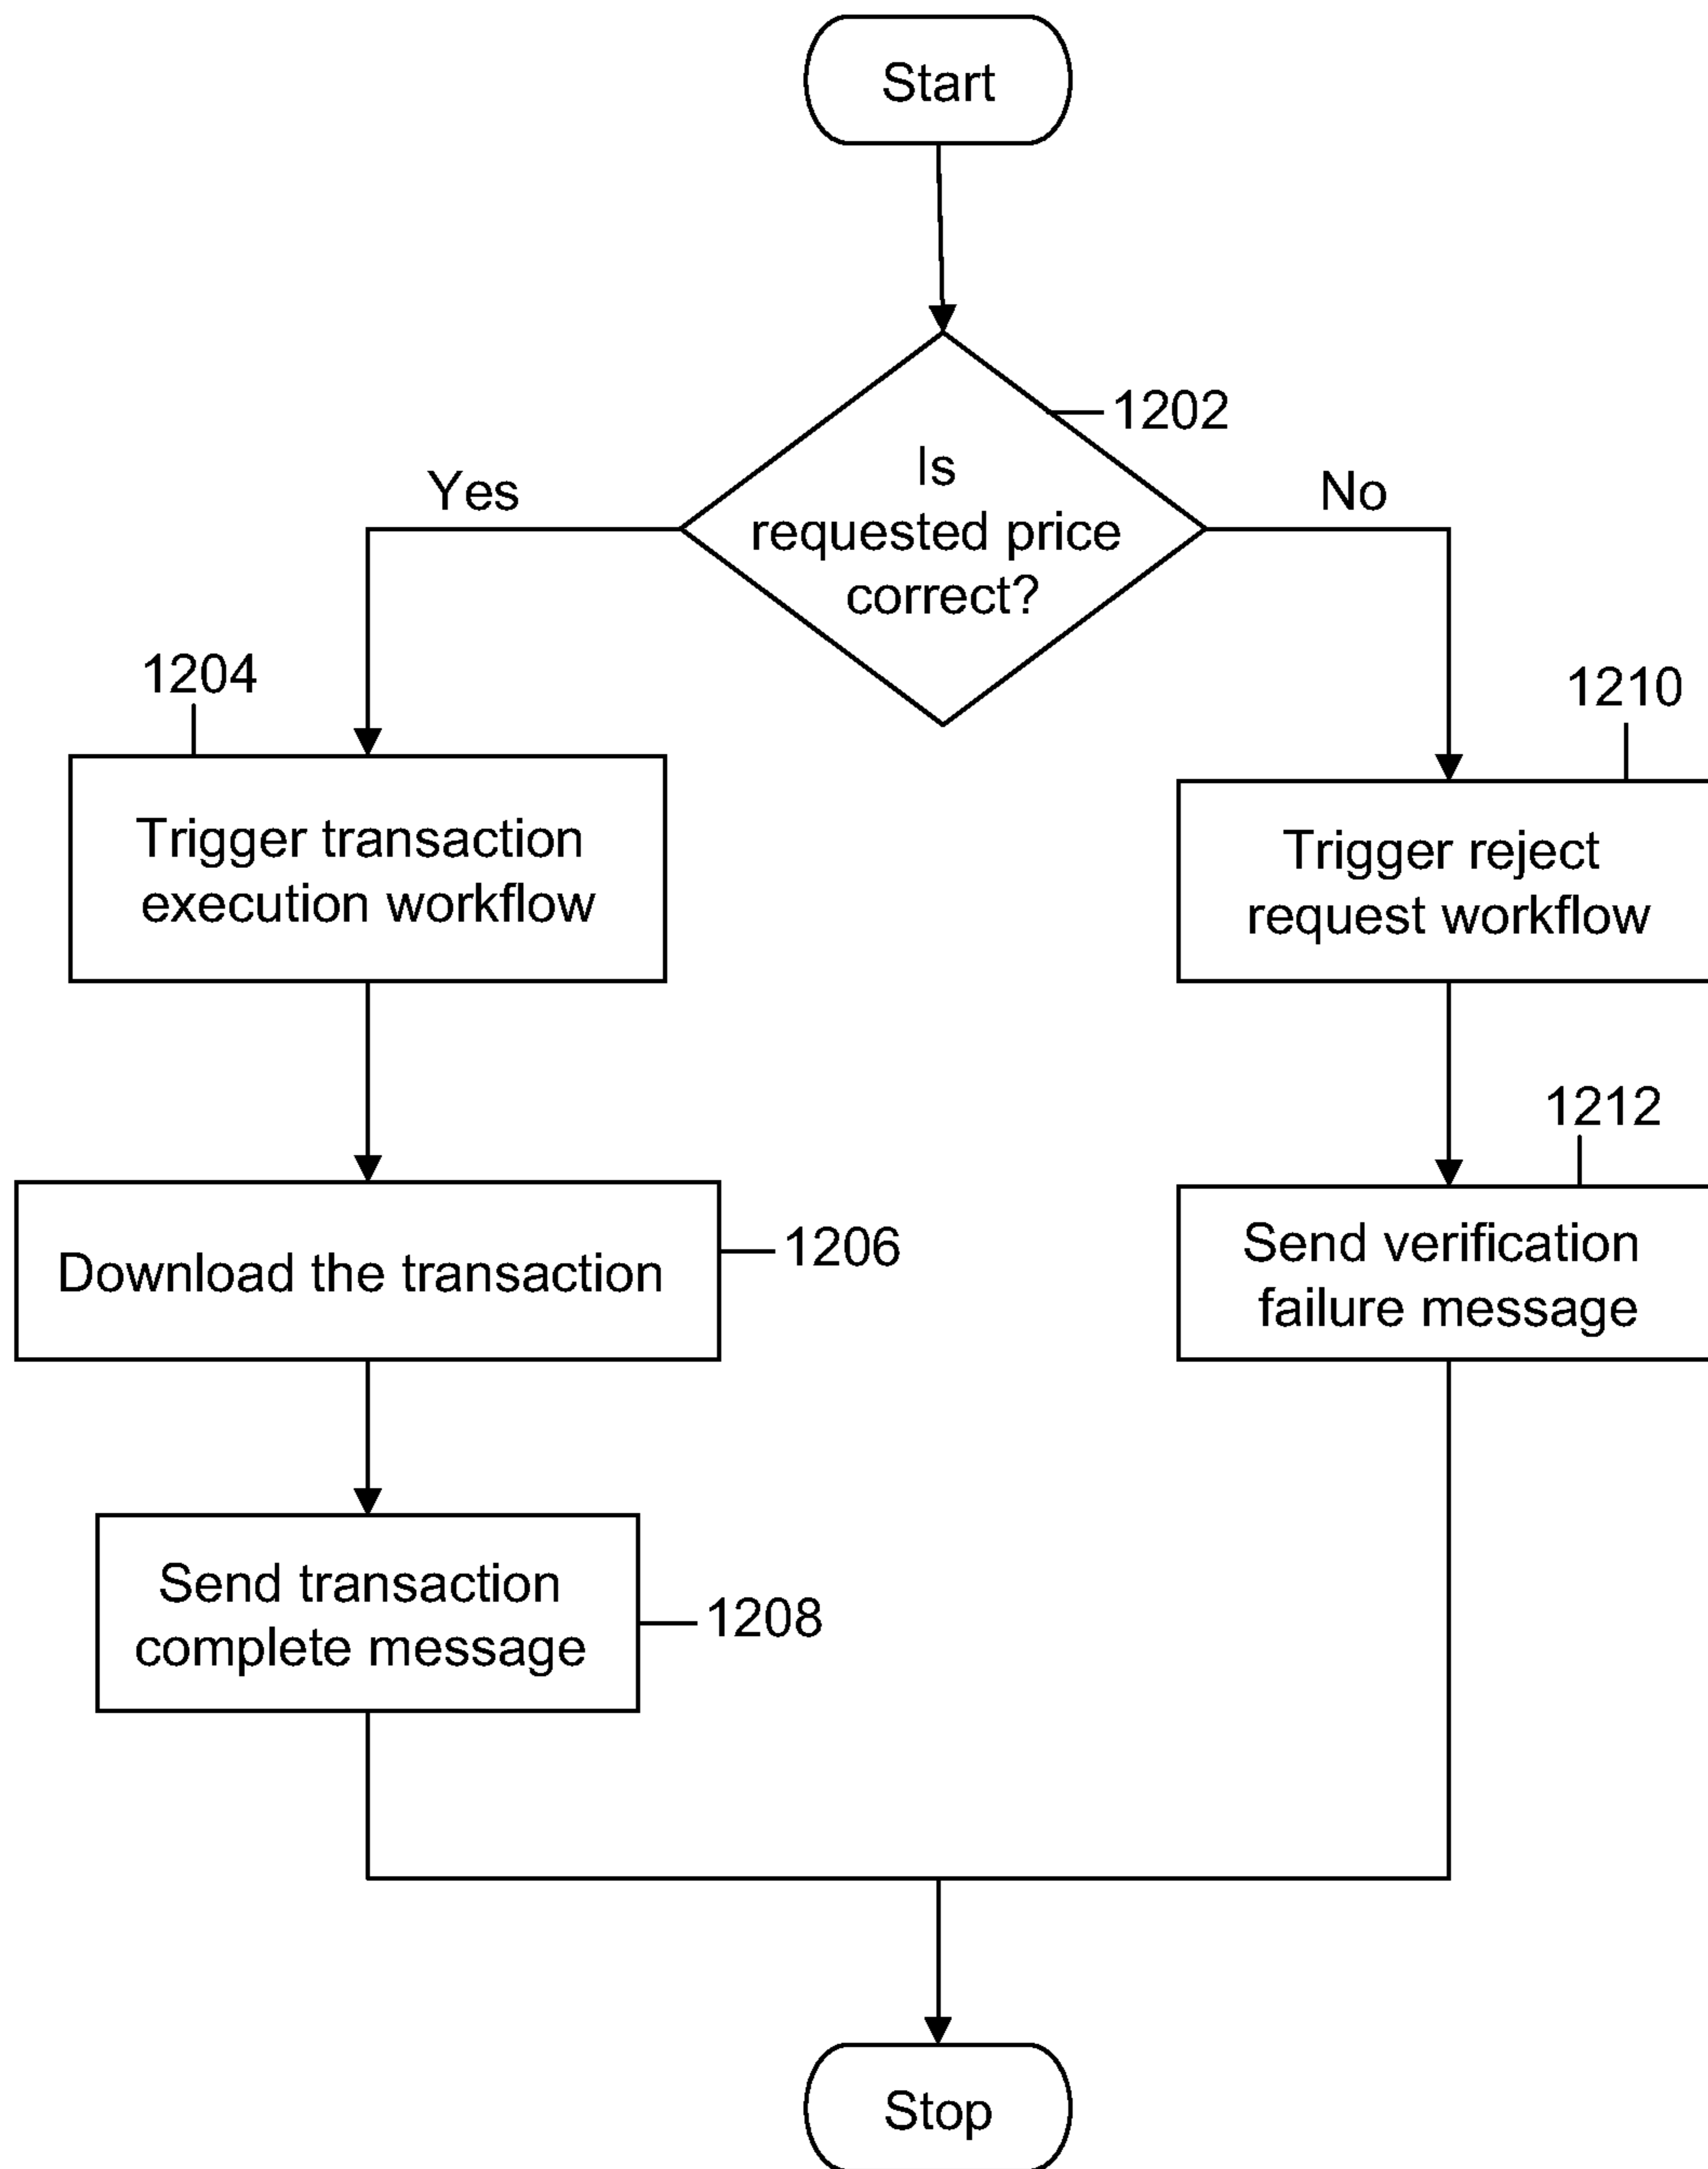 Start
1202
Is
requested price
correct?
Yes
No
1204
Trigger transaction
execution workflow
1210
Trigger reject
request workflow
1206
Download the transaction
1212
Send verification
failure message
1208
Send transaction
complete message
Stop